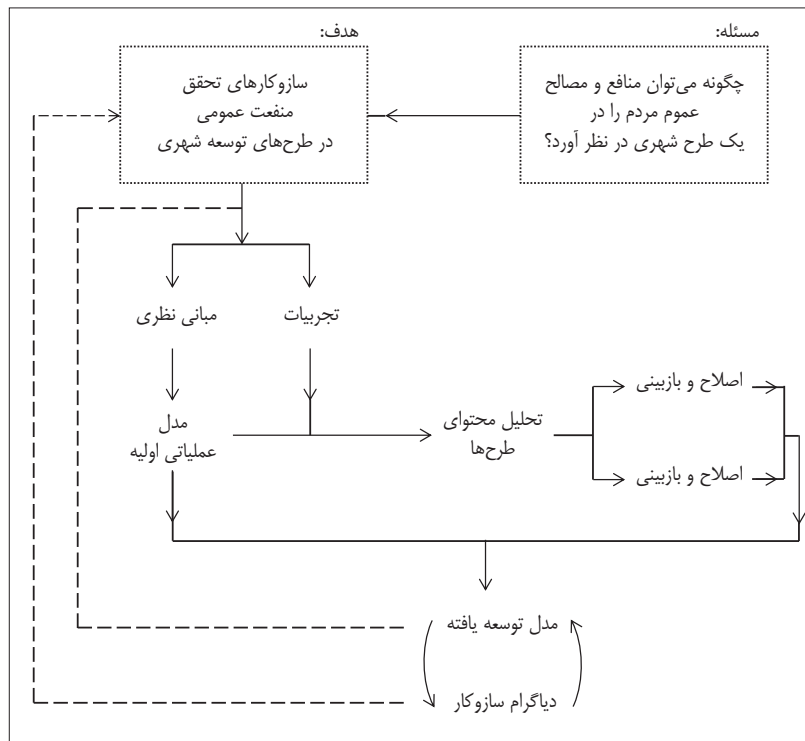 مسئله:
چگونه می‌توان منافع و مصالح
عموم مردم را در
یک طرح شهری در نظر آورد؟
هدف:
سازوکارهای تحقق
منفعت عمومی
در طرح‌های توسعه شهری
تجربیات
مبانی نظری
مدل
عملیاتی اولیه
تحلیل محتوای
طرح‌ها
اصلاح و بازبینی
اصلاح و بازبینی
مدل توسعه یافته
دیاگرام سازوکار